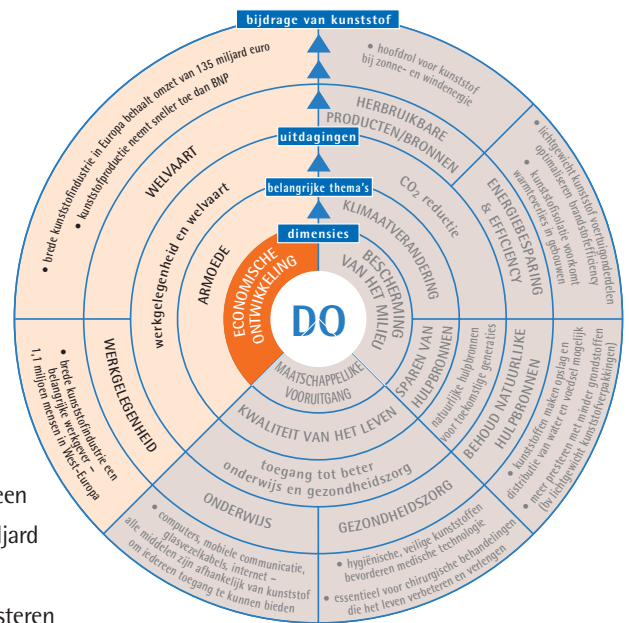 bijdrage van kunststof
uitdagingen
belangrijke thema's
dimensies
DO
ECONOMISCHE
ONTWIKKELING
ARMOEDE
werkgelegenheid en welvaart
WELVAART
• brede kunststofindustrie in Europa behaalt omzet van 135 miljard euro
• kunststofproductie neemt sneller toe dan BNP
WERKGELEGENHEID
• brede kunststofindustrie een
belangrijke werkgever –
1,1 miljoen mensen in West-Europa
BESCHERMING
VAN HET MILIEU
KLIMAATVERANDERING
CO₂ reductie
HERBRUIKBARE
PRODUCTEN/BRONNEN
• hoofdrol voor kunststof
bij zonne- en windenergie
ENERGIEBESPARING
& EFFICIENCY
• lichtgewicht kunstof voertuigonderdelen
optimaliseren brandstofefficiency
• kunststofisolatie voorkomt
warmteverlies in gebouwen
SPAREN VAN
HULPBRONNEN
natuurlijke hulpbronnen
voor toekomstige generaties
BEHOUD NATUURLIJKE
HULPBRONNEN
• kunststoffen maken opslag en
distributie van water en voedsel mogelijk
• meer presteren met minder grondstoffen
(bv lichtgewicht kunstofverpakkingen)
MAATSCHAPPELIJKE
VOORUITGANG
KWALITEIT VAN HET LEVEN
toegang tot beter
onderwijs en gezondheidszorg
ONDERWIJS
• computers, mobiele communicatie,
glasvezelkabels, internet –
alle middelen zijn afhankelijk van kunststof
om iedereen toegang te kunnen bieden
GEZONDHEIDSZORG
• hygiënische, veilige kunststoffen
bevorderen medische technologie
• essentieel voor chirurgische behandelingen
die het leven verbeteren en verlengen
een
ljard
steren